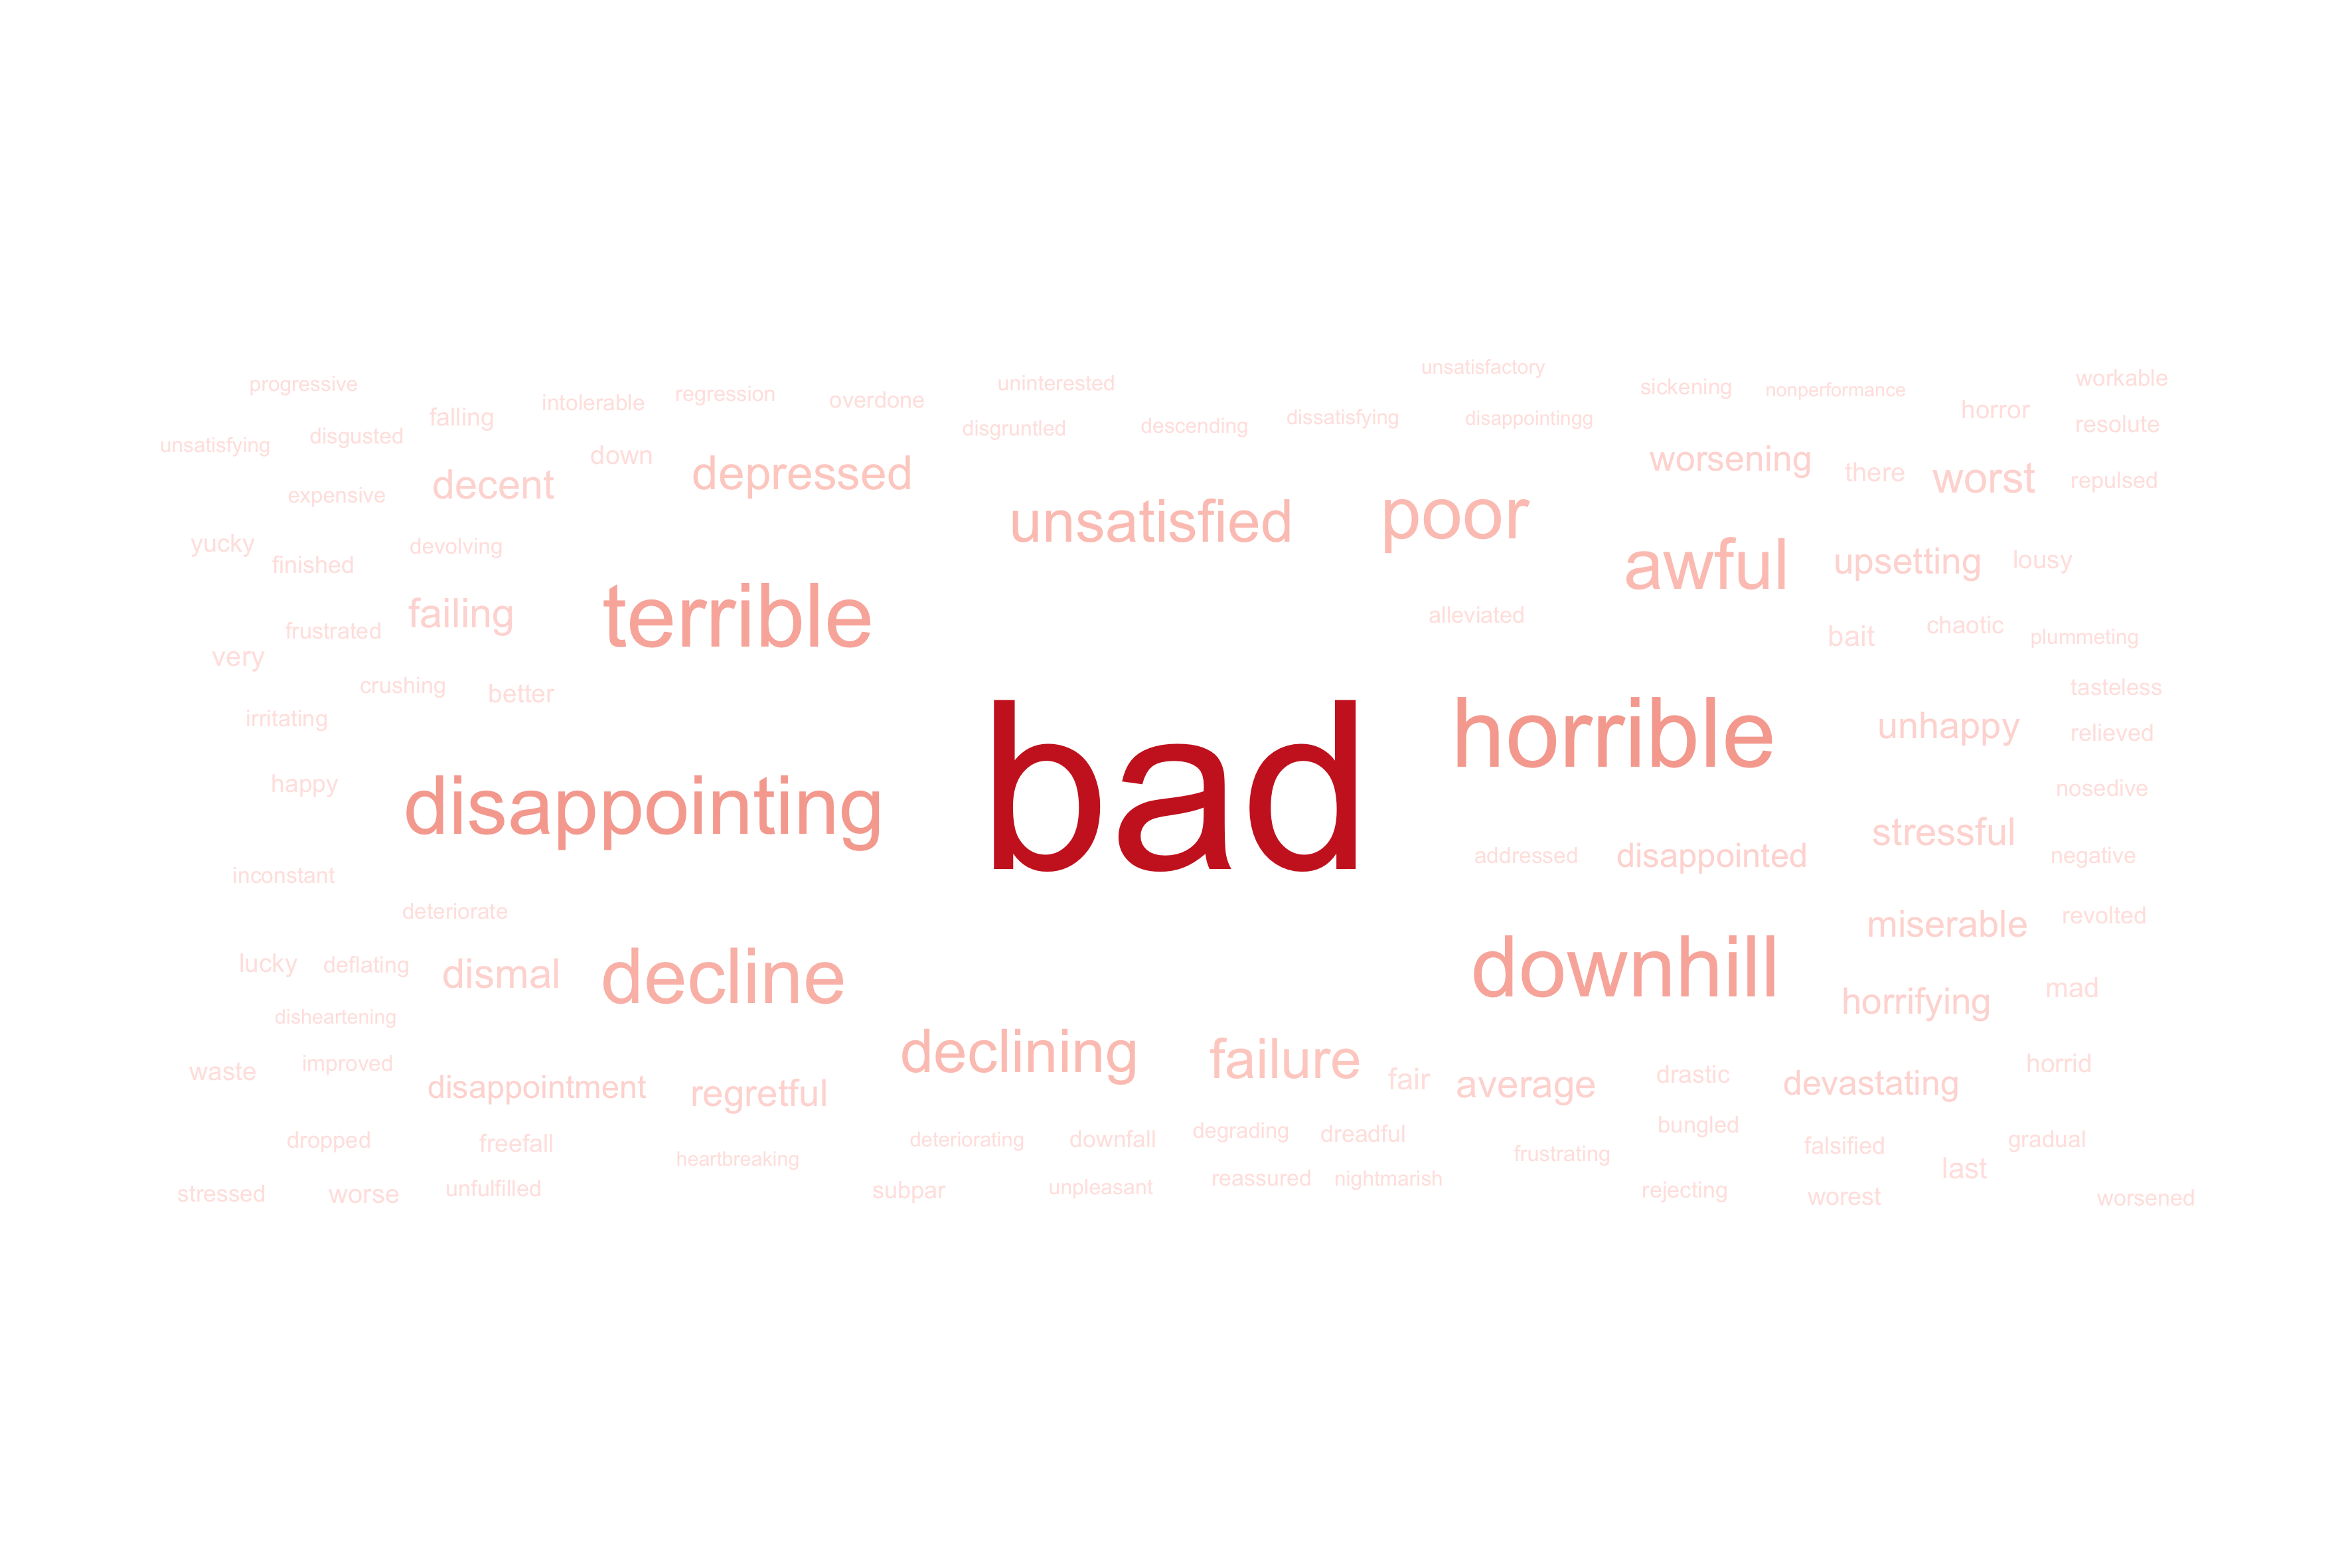 unsatisfactory
progressive
intolerable
regression
overdone
uninterested
sickening
nonperformance
workable
falling
disgusted
unsatisfying
disgruntled
descending
dissatisfying
disappointingg
horror
resolute
down
decent
depressed
expensive
worsening
there
worst
repulsed
unsatisfied
poor
yucky
finished
devolving
awful
upsetting
lousy
failing
terrible
frustrated
very
alleviated
bait
chaotic
plummeting
crushing
better
irritating
tasteless
horrible
unhappy
relieved
happy
disappointing
bad
nosedive
stressful
inconstant
addressed
disappointed
negative
deteriorate
miserable
revolted
lucky
deflating
dismal
decline
downhill
horrifying
mad
disheartening
improved
waste
declining
failure
fair
average
drastic
devastating
horrid
disappointment
regretful
dropped
freefall
heartbreaking
deteriorating
downfall
degrading
dreadful
frustrating
bungled
falsified
gradual
stressed
worse
unfulfilled
subpar
unpleasant
reassured
nightmarish
rejecting
worest
last
worsened